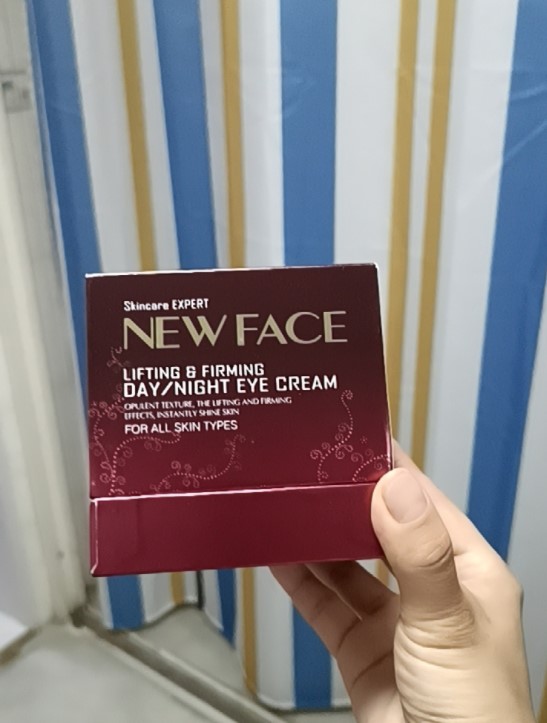 Skincare EXPERT
NEW FACE
LIFTING & FIRMING
DAY/NIGHT EYE CREAM
OPULENT TEXTURE, THE LIFTING AND FIRMING
EFFECTS, INSTANTLY SHINE SKIN
FOR ALL SKIN TYPES